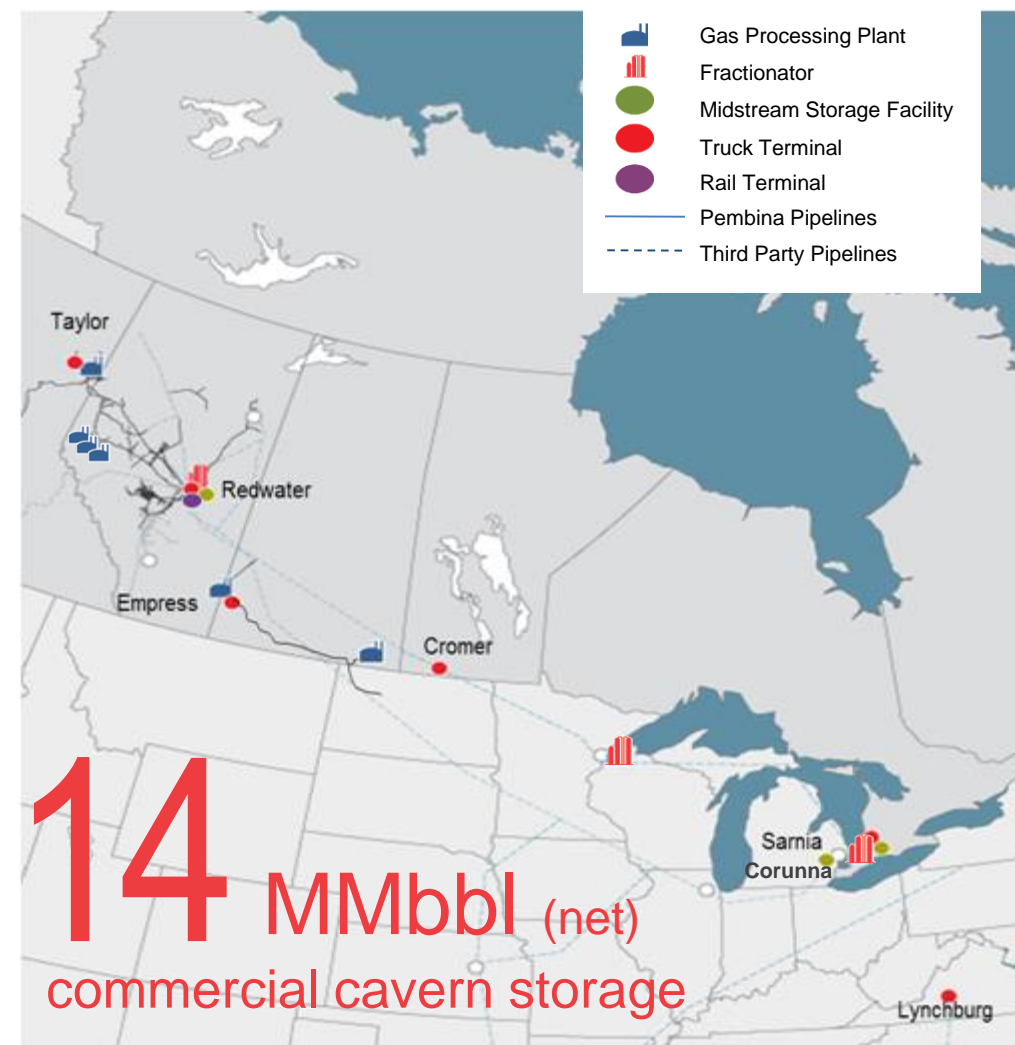 Gas Processing Plant
Fractionator
Midstream Storage Facility
Truck Terminal
Rail Terminal
Pembina Pipelines
Third Party Pipelines
Taylor
Redwater
Empress
Cromer
Sarnia
Corunna
14 MMbbl (net)
commercial cavern storage
Lynchburg